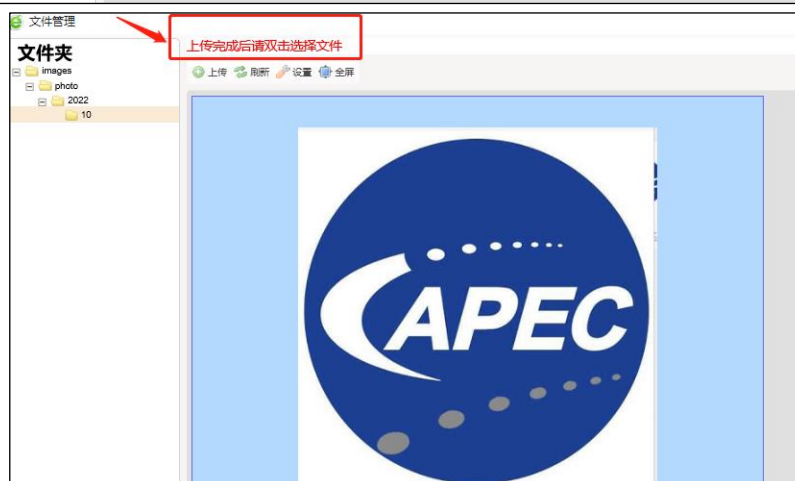 文件管理
上传完成后请双击选择文件
文件夹
images
photo
2022
10
上传 刷新 设置 全屏
APEC